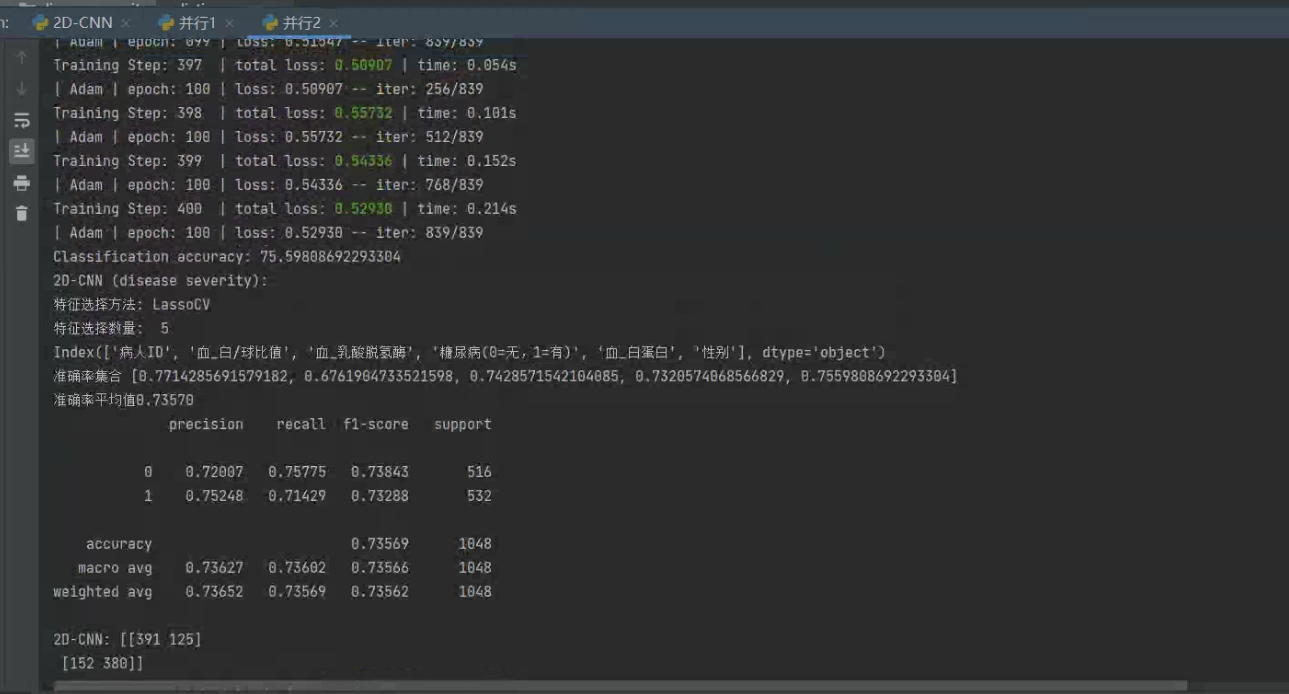 n: 2D-CNN × 并行1 × 并行2 ×
| Adam | epoch: 099 | loss: 0.51547 -- iter: 839/839
Training Step: 397 | total loss: 0.50907 | time: 0.054s
| Adam | epoch: 100 | loss: 0.50907 -- iter: 256/839
Training Step: 398 | total loss: 0.55732 | time: 0.101s
| Adam | epoch: 100 | loss: 0.55732 -- iter: 512/839
Training Step: 399 | total loss: 0.54336 | time: 0.152s
| Adam | epoch: 100 | loss: 0.54336 -- iter: 768/839
Training Step: 400 | total loss: 0.52930 | time: 0.214s
| Adam | epoch: 100 | loss: 0.52930 -- iter: 839/839
Classification accuracy: 75.59808692293304
2D-CNN (disease severity):
特征选择方法: LassoCV
特征选择数量: 5
Index(['病人ID', '血_白/球比值', '血_乳酸脱氢酶', '糖尿病(0=无，1=有)', '血_白蛋白', '性别'], dtype='object')
准确率集合 [0.7714285691579182, 0.6761904733521598, 0.7428571542104085, 0.7320574068566829, 0.7559808692293304]
准确率平均值0.73570
precision recall f1-score support
0 0.72007 0.75775 0.73843 516
1 0.75248 0.71429 0.73288 532
accuracy 0.73569 1048
macro avg 0.73627 0.73602 0.73566 1048
weighted avg 0.73652 0.73569 0.73562 1048
2D-CNN: [[391 125]
[152 380]]